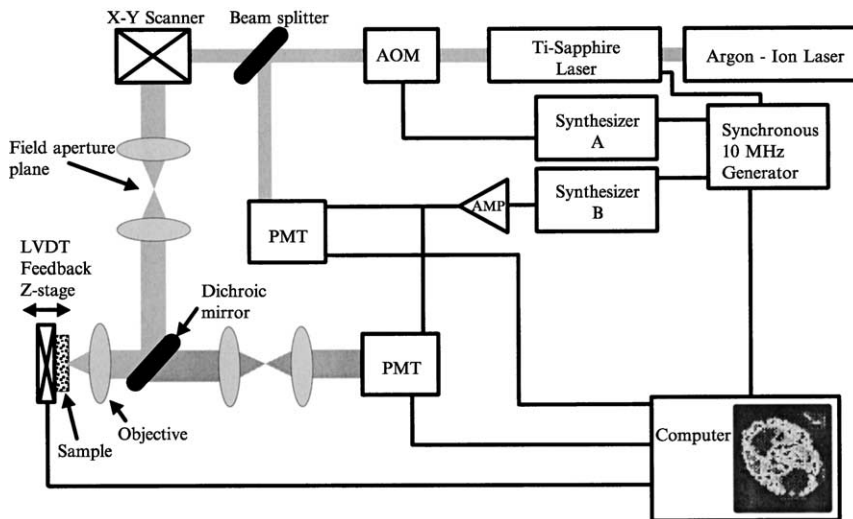 X-Y Scanner
Beam splitter
AOM
Ti-Sapphire
Laser
Argon - Ion Laser
Synthesizer
A
Synchronous
10 MHz
Generator
Field aperture
plane
AMP
Synthesizer
B
PMT
LVDT
Feedback
Z-stage
Dichroic
mirror
PMT
Objective
Sample
Computer